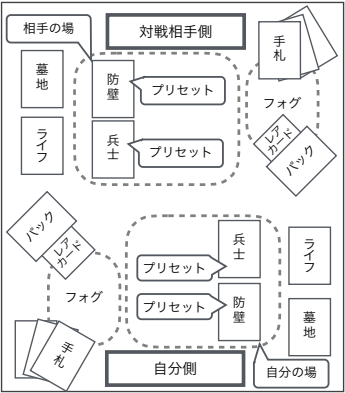 相手の場
対戦相手側
手札
墓地
防壁
プリセット
フォグ
ライフ
兵士
プリセット
レアカード
パック
パック
レアカード
フォグ
手札
兵士
プリセット
ライフ
防壁
プリセット
墓地
自分側
自分の場